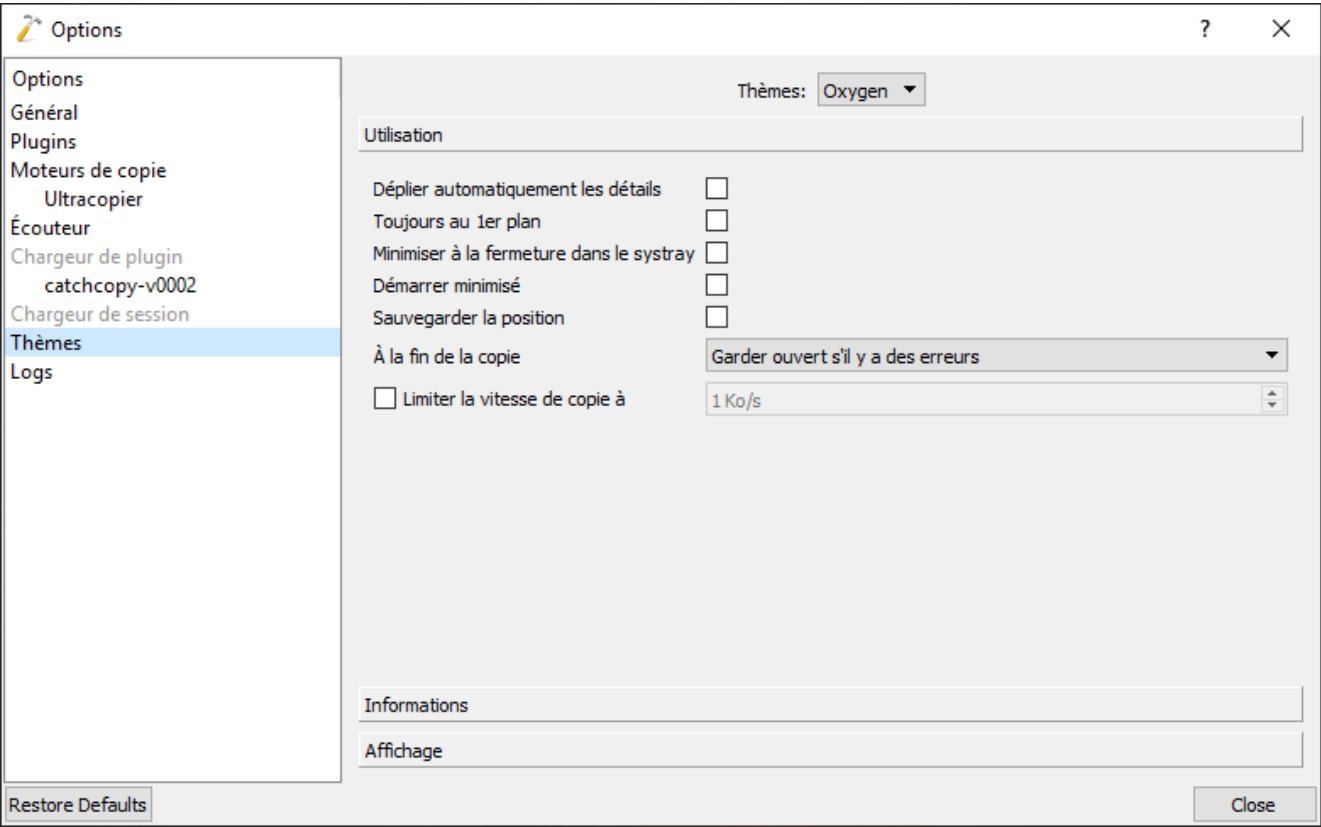 Options
?
Options
Général
Plugins
Moteurs de copie
Ultracopier
Écouteur
Chargeur de plugin
catchcopy-v0002
Chargeur de session
Thèmes
Logs
Thèmes: Oxygen
Utilisation
Déplier automatiquement les détails
Toujours au 1er plan
Minimiser à la fermeture dans le systray
Démarrer minimisé
Sauvegarder la position
À la fin de la copie Garder ouvert s'il y a des erreurs
Limiter la vitesse de copie à 1 Ko/s
Informations
Affichage
Restore Defaults
Close